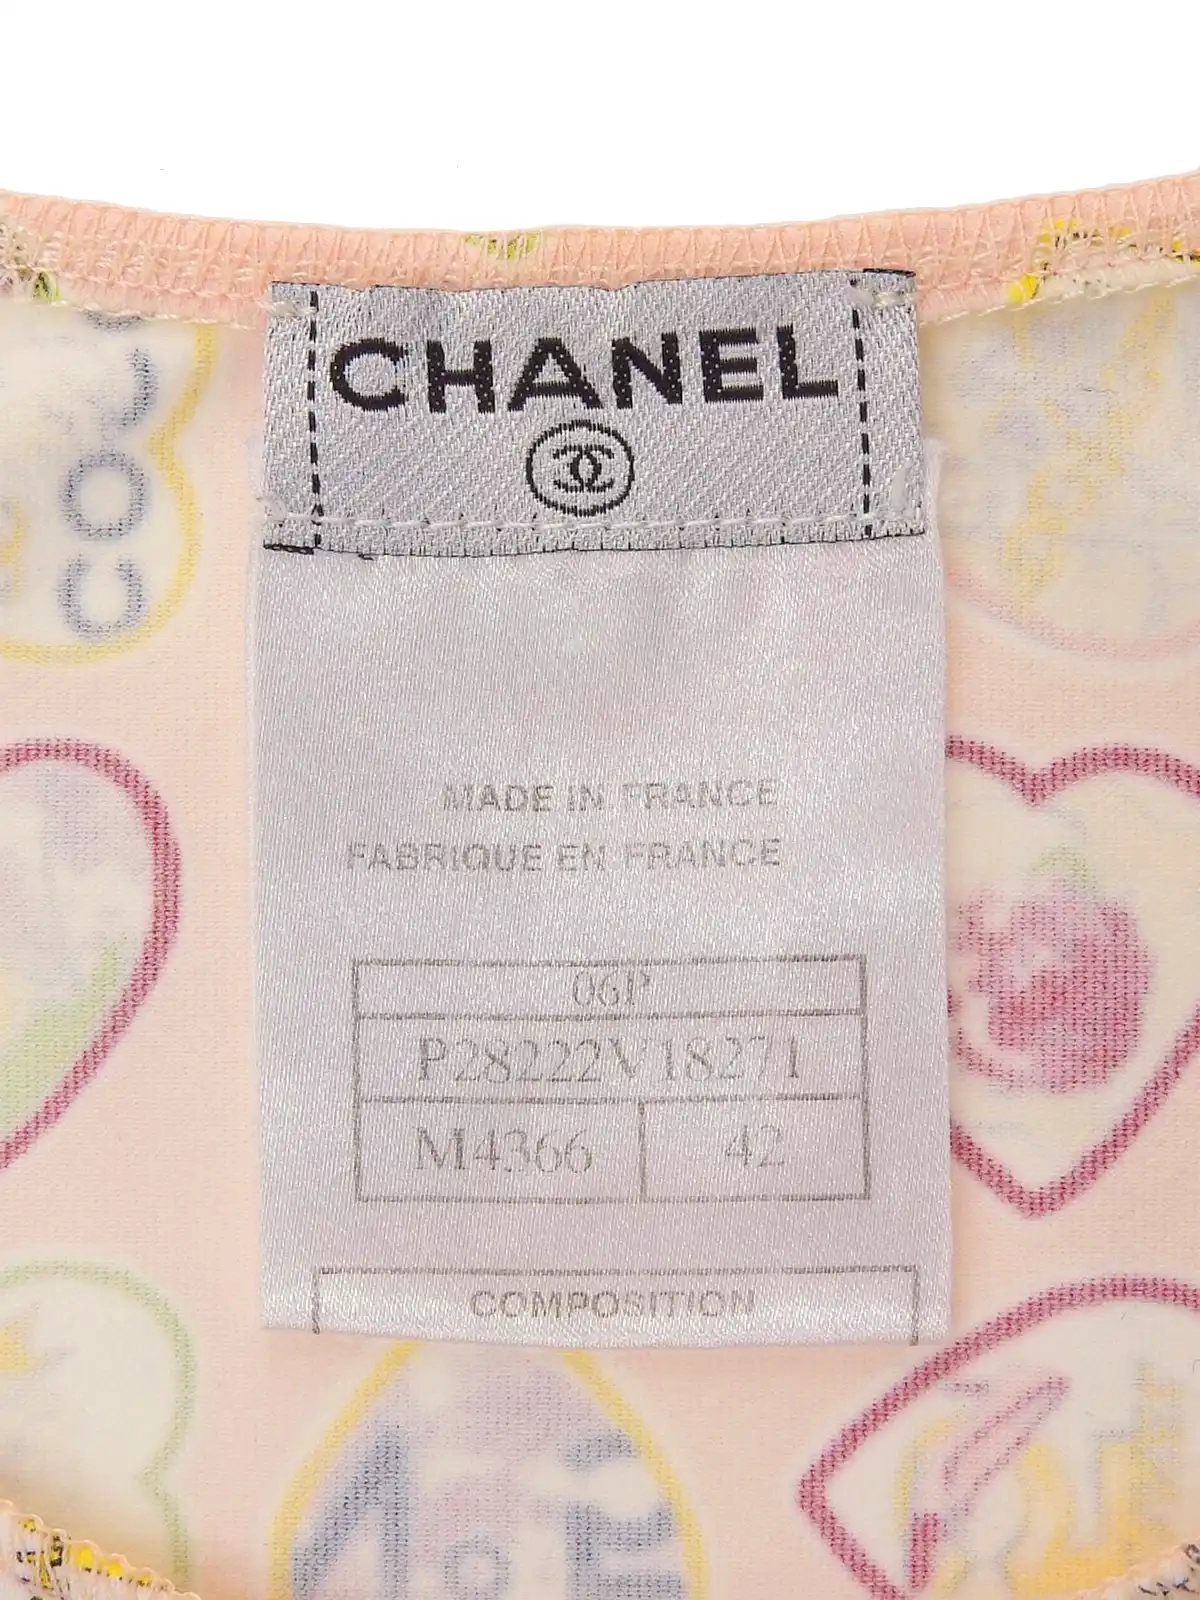 CHANEL
MADE IN FRANCE
FABRIQUE EN FRANCE
06P
P28222V18271
M4366 42
COMPOSITION